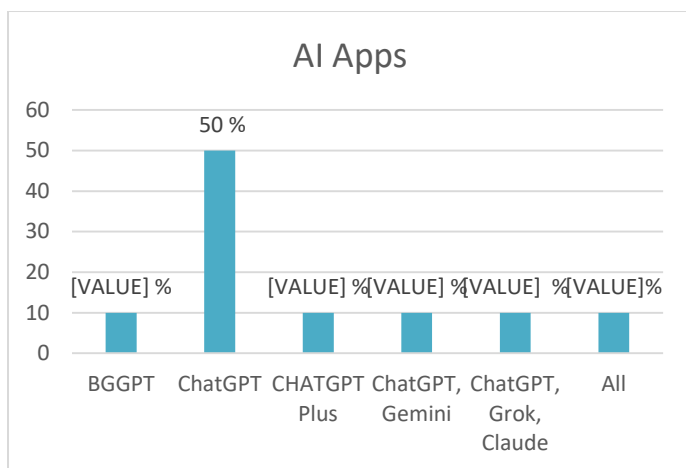 AI Apps
60
50
40
30
20
10
0
50 %
[VALUE] %
[VALUE] %
[VALUE] %
[VALUE]  %
[VALUE]%
BGGPT
ChatGPT
CHATGPT
Plus
ChatGPT,
Gemini
ChatGPT,
Grok,
Claude
All